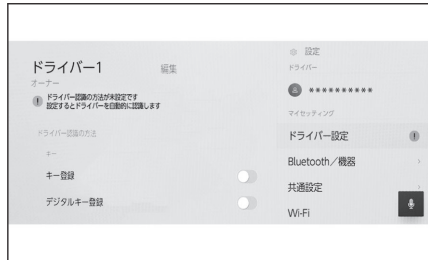 ドライバー1
編集
オーナー
ドライバー認識の方法が未設定です
設定するとドライバーを自動的に認識します
ドライバー認識の方法
キー
キー登録
デジタルキー登録
設定
ドライバー
**********
マイセッティング
ドライバー設定
Bluetooth／機器
共通設定
Wi-Fi